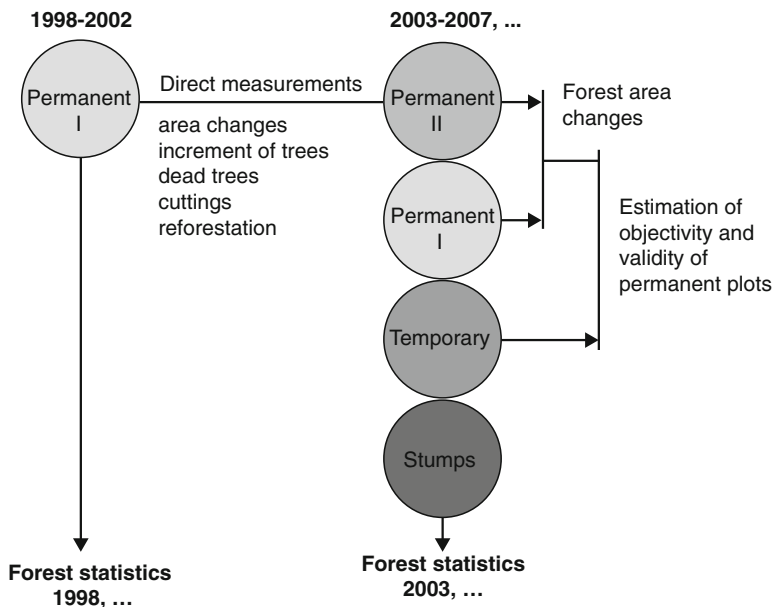 1998-2002
2003-2007, ...
Permanent
I
Direct measurements
area changes
increment of trees
dead trees
cuttings
reforestation
Permanent
II
Permanent
I
Temporary
Stumps
Forest area
changes
Estimation of
objectivity and
validity of
permanent plots
Forest statistics
1998, ...
Forest statistics
2003, ...